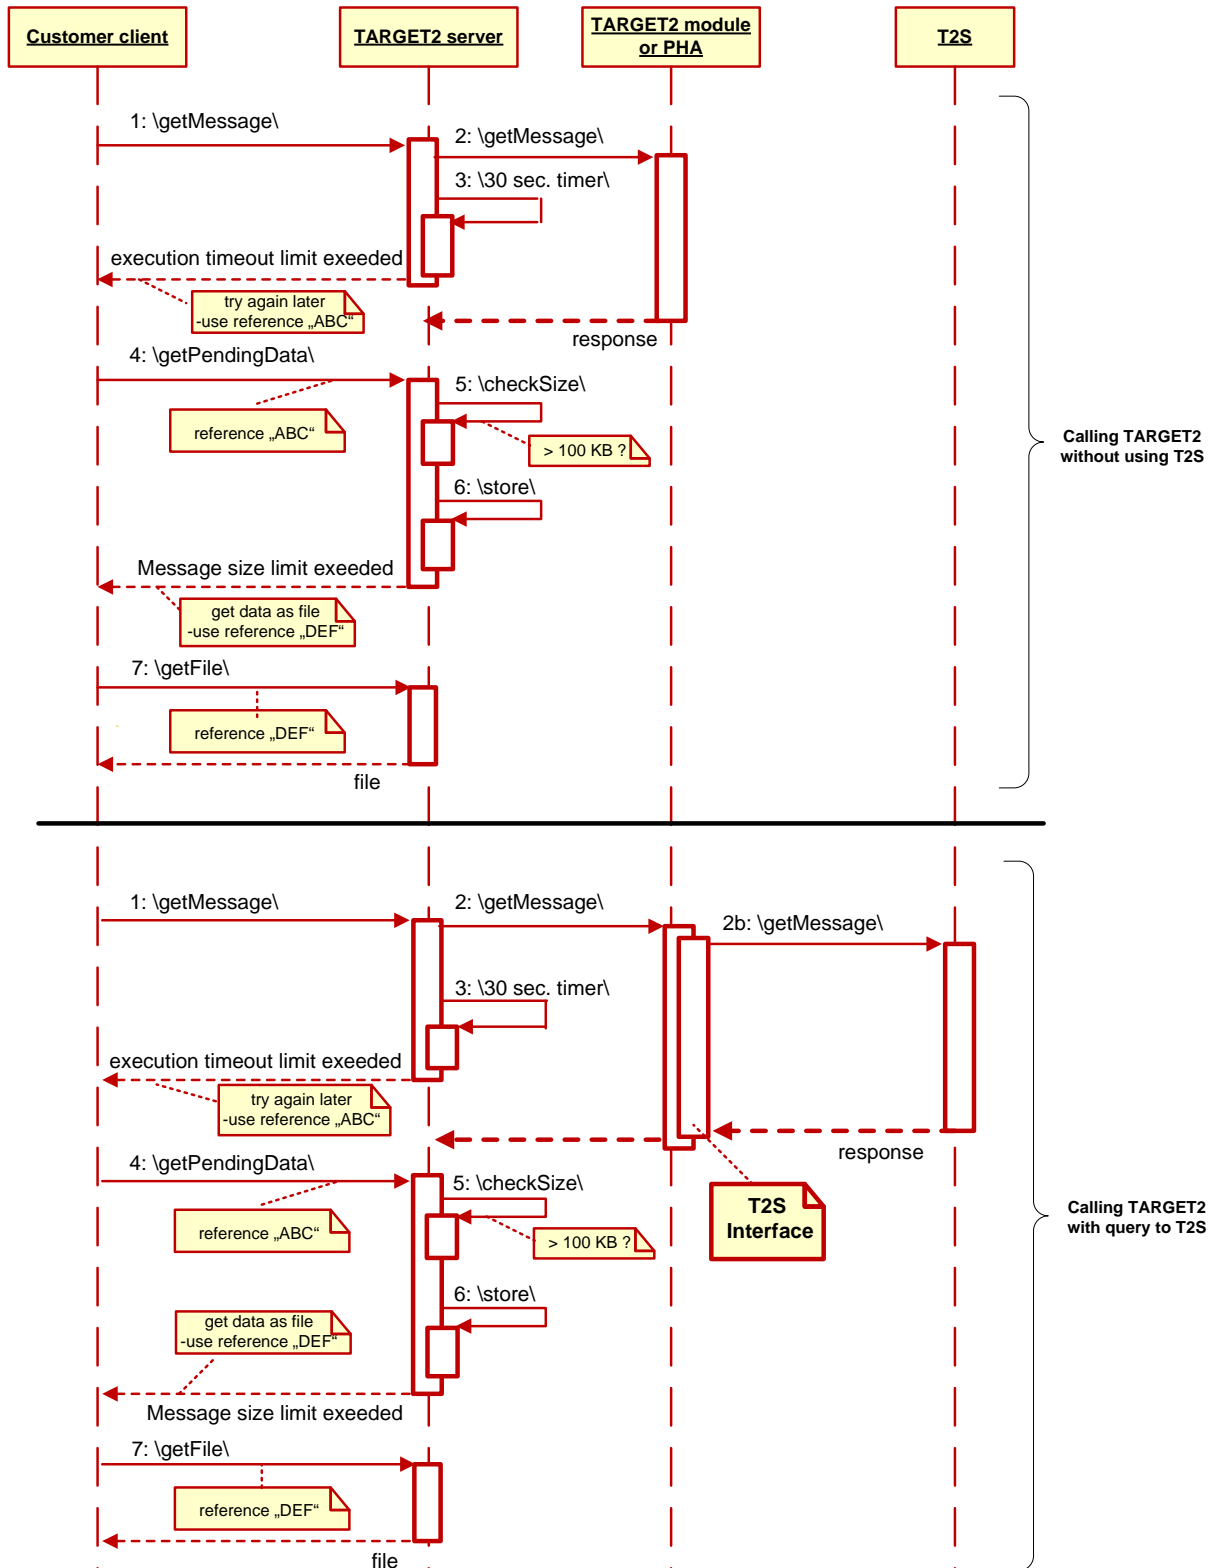 Customer client
TARGET2 server
TARGET2 module
or PHA
T2S
1: \getMessage\
2: \getMessage\
3: \30 sec. timer\
execution timeout limit exeeded
try again later
-use reference „ABC“
response
4: \getPendingData\
5: \checkSize\
reference „ABC“
> 100 KB ?
6: \store\
Message size limit exeeded
get data as file
-use reference „DEF“
7: \getFile\
reference „DEF“
file
Calling TARGET2
without using T2S
1: \getMessage\
2: \getMessage\
2b: \getMessage\
3: \30 sec. timer\
execution timeout limit exeeded
try again later
-use reference „ABC“
response
4: \getPendingData\
5: \checkSize\
T2S
Interface
reference „ABC“
> 100 KB ?
6: \store\
get data as file
-use reference „DEF“
Message size limit exeeded
7: \getFile\
reference „DEF“
file
Calling TARGET2
with query to T2S